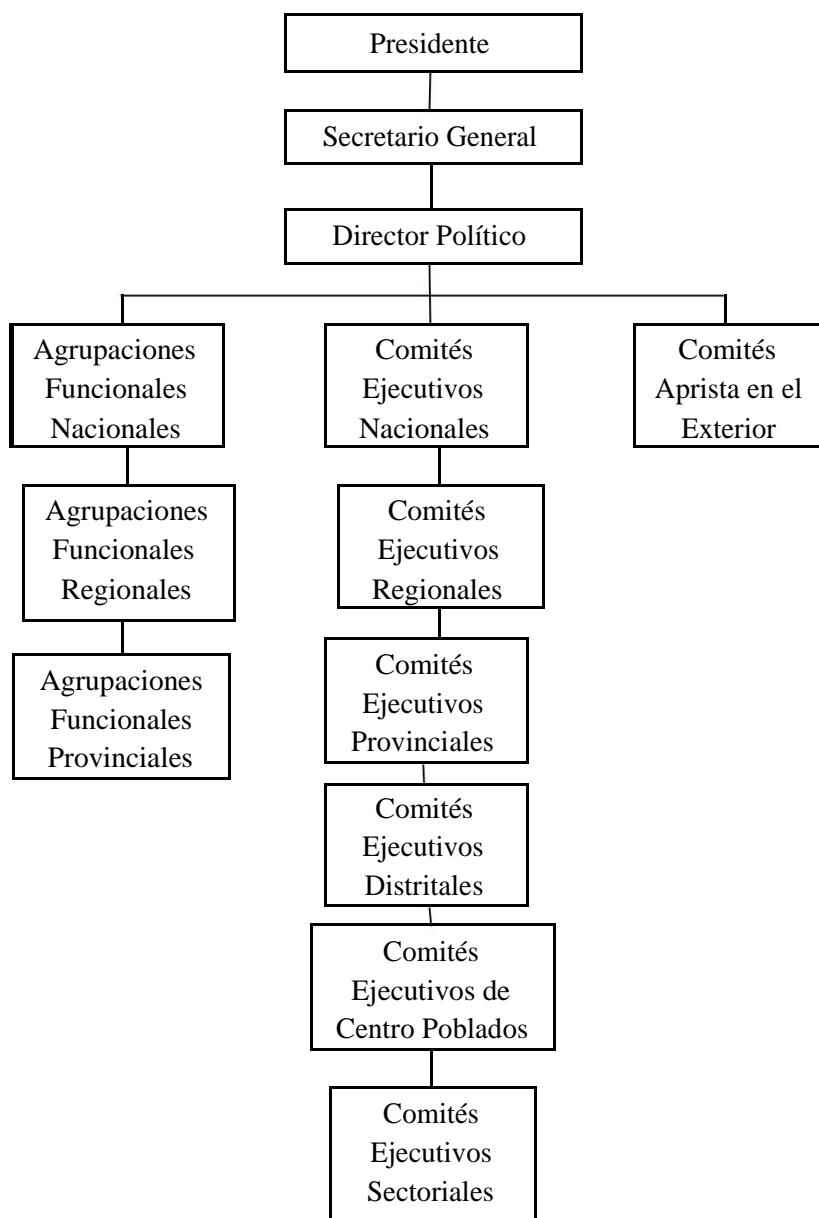 Presidente
Secretario General
Director Político
Agrupaciones
Funcionales
Nacionales
Comités
Ejecutivos
Nacionales
Comités
Aprista en el
Exterior
Agrupaciones
Funcionales
Regionales
Comités
Ejecutivos
Regionales
Agrupaciones
Funcionales
Provinciales
Comités
Ejecutivos
Provinciales
Comités
Ejecutivos
Distritales
Comités
Ejecutivos de
Centro Poblados
Comités
Ejecutivos
Sectoriales